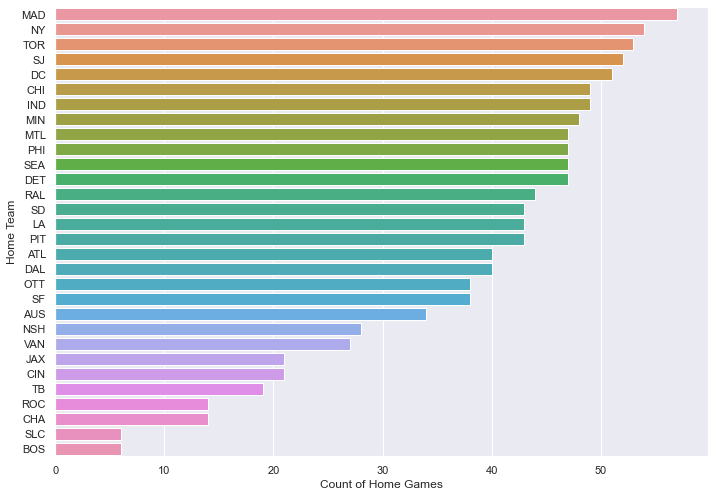 MAD
NY
TOR
SJ
DC
CHI
IND
MIN
MTL
PHI
SEA
DET
RAL
SD
LA
PIT
ATL
DAL
OTT
SF
AUS
NSH
VAN
JAX
CIN
TB
ROC
CHA
SLC
BOS
Home Team
0 10 20 30 40 50
Count of Home Games